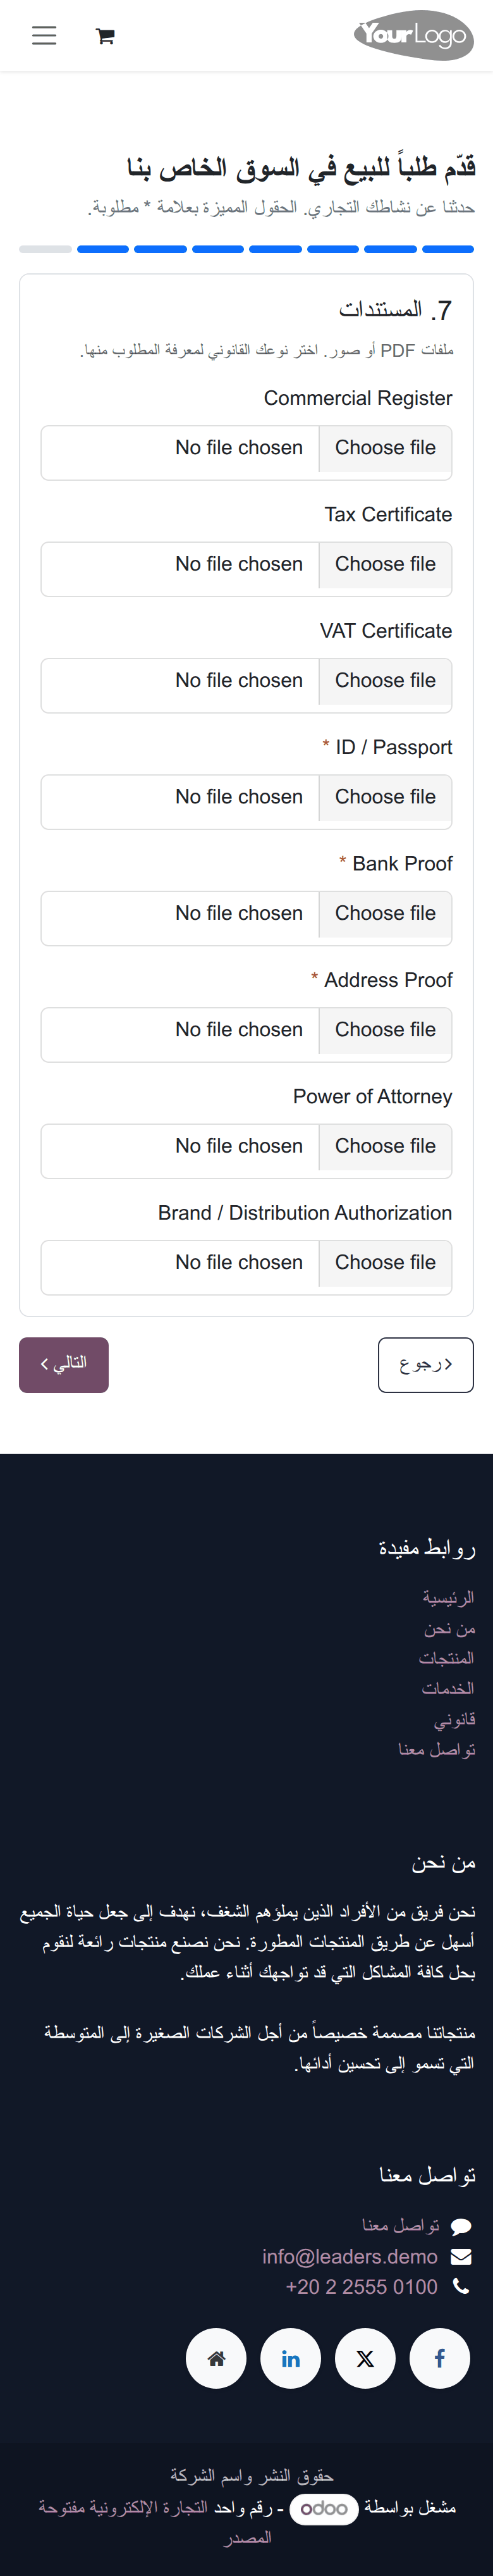 YourLogo
قدّم طلباً للبيع في السوق الخاص بنا
حدثنا عن نشاطك التجاري. الحقول المميزة بعلامة * مطلوبة.
7. المستندات
ملفات PDF أو صور. اختر نوعك القانوني لمعرفة المطلوب منها.
Commercial Register
Choose file No file chosen
Tax Certificate
Choose file No file chosen
VAT Certificate
Choose file No file chosen
ID / Passport *
Choose file No file chosen
Bank Proof *
Choose file No file chosen
Address Proof *
Choose file No file chosen
Power of Attorney
Choose file No file chosen
Brand / Distribution Authorization
Choose file No file chosen
رجوع
التالي
روابط مفيدة
الرئيسية
من نحن
المنتجات
الخدمات
قانوني
تواصل معنا
من نحن
نحن فريق من الأفراد الذين يملؤهم الشغف، نهدف إلى جعل حياة الجميع
أسهل عن طريق المنتجات المطورة. نحن نصنع منتجات رائعة لنقوم
بحل كافة المشاكل التي قد تواجهك أثناء عملك.
منتجاتنا مصممة خصيصاً من أجل الشركات الصغيرة إلى المتوسطة
التي تسمو إلى تحسين أدائها.
تواصل معنا
تواصل معنا
info@leaders.demo
+20 2 2555 0100
حقوق النشر واسم الشركة
مشغل بواسطة odoo - رقم واحد التجارة الإلكترونية مفتوحة
المصدر